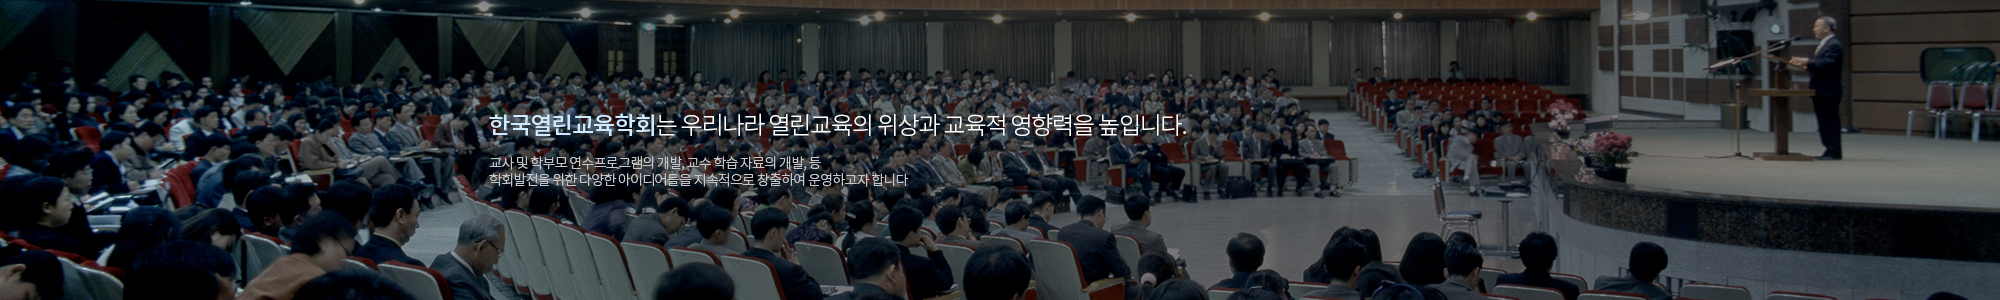 한국열린교육학회는 우리나라 열린교육의 위상과 교육적 영향력을 높입니다.
교사 및 학부모 연수프로그램의 개발, 교수 학습 자료의 개발, 등
학회발전을 위한 다양한 아이디어들을 지속적으로 창출하여 운영하고자 합니다